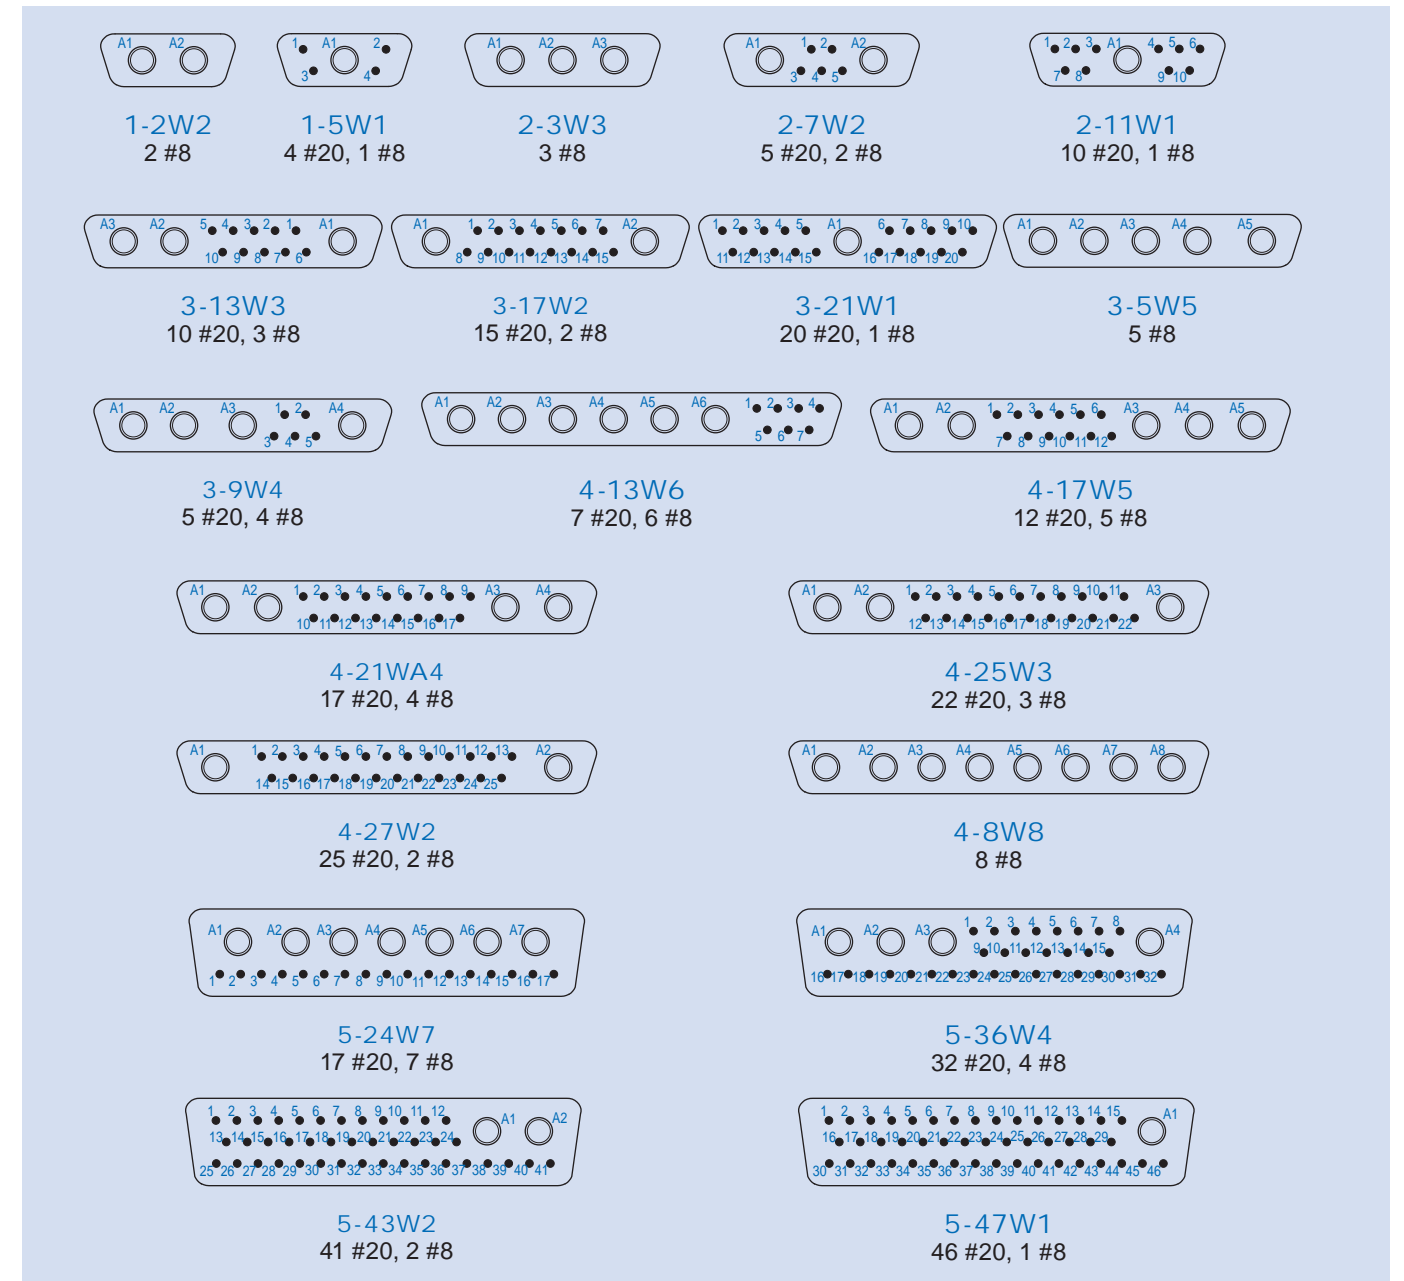 A1 A2
1 A1 2
3 4
A1 A2 A3
A1 1 2 A2
3 4 5
1 2 3 A1 4 5 6
7 8 9 10
1-2W2 1-5W1 2-3W3 2-7W2 2-11W1
2 #8 4 #20, 1 #8 3 #8 5 #20, 2 #8 10 #20, 1 #8
A3 A2 5 4 3 2 1 A1
10 9 8 7 6
A1 1 2 3 4 5 6 7 A2
8 9 10 11 12 13 14 15
1 2 3 4 5 A1 6 7 8 9 10
11 12 13 14 15 16 17 18 19 20
A1 A2 A3 A4 A5
3-13W3 3-17W2 3-21W1 3-5W5
10 #20, 3 #8 15 #20, 2 #8 20 #20, 1 #8 5 #8
A1 A2 A3 1 2 A4
3 4 5
A1 A2 A3 A4 A5 A6 1 2 3 4
5 6 7
A1 A2 1 2 3 4 5 6 A3 A4 A5
7 8 9 10 11 12
3-9W4 4-13W6 4-17W5
5 #20, 4 #8 7 #20, 6 #8 12 #20, 5 #8
A1 A2 1 2 3 4 5 6 7 8 9 A3 A4
10 11 12 13 14 15 16 17
A1 A2 1 2 3 4 5 6 7 8 9 10 11 A3
12 13 14 15 16 17 18 19 20 21 22
4-21WA4 4-25W3
17 #20, 4 #8 22 #20, 3 #8
A1 1 2 3 4 5 6 7 8 9 10 11 12 13 A2
14 15 16 17 18 19 20 21 22 23 24 25
A1 A2 A3 A4 A5 A6 A7 A8
4-27W2 4-8W8
25 #20, 2 #8 8 #8
A1 A2 A3 A4 A5 A6 A7
1 2 3 4 5 6 7 8 9 10 11 12 13 14 15 16 17
A1 A2 A3 1 2 3 4 5 6 7 8 A4
9 10 11 12 13 14 15
16 17 18 19 20 21 22 23 24 25 26 27 28 29 30 31 32
5-24W7 5-36W4
17 #20, 7 #8 32 #20, 4 #8
1 2 3 4 5 6 7 8 9 10 11 12 A1 A2
13 14 15 16 17 18 19 20 21 22 23 24
25 26 27 28 29 30 31 32 33 34 35 36 37 38 39 40 41
1 2 3 4 5 6 7 8 9 10 11 12 13 14 15 A1
16 17 18 19 20 21 22 23 24 25 26 27 28 29
30 31 32 33 34 35 36 37 38 39 40 41 42 43 44 45 46
5-43W2 5-47W1
41 #20, 2 #8 46 #20, 1 #8